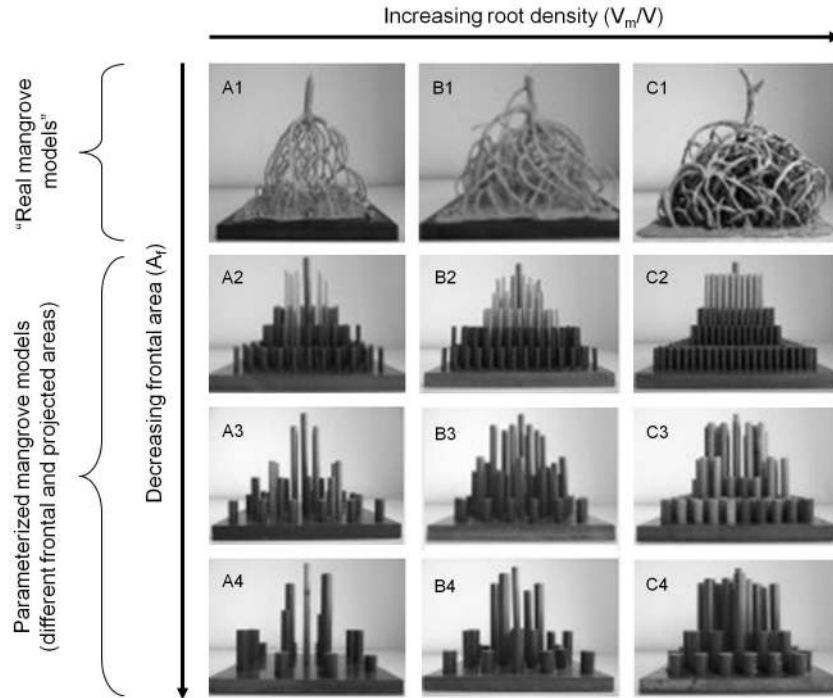 Increasing root density (Vₘ/V)
"Real mangrove
models"
Parameterized mangrove models
(different frontal and projected areas)
Decreasing frontal area (A_f)
A1
B1
C1
A2
B2
C2
A3
B3
C3
A4
B4
C4